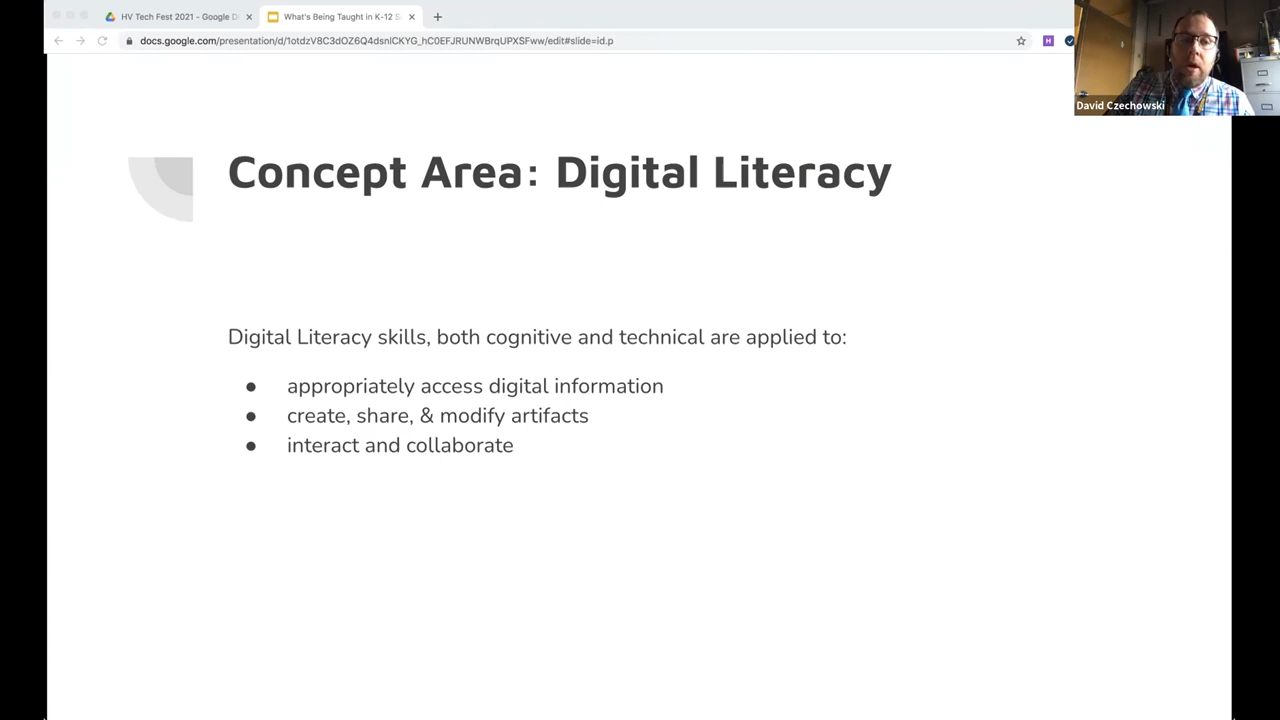 HV Tech Fest 2021 - Google D
What's Being Taught in K-12 S
docs.google.com/presentation/d/1otdzV8C3dOZ6Q4dsnlCKYG_hC0EFJRUNWBrqUPXSFww/edit#slide=id.p
H
David Czechowski
Concept Area: Digital Literacy
Digital Literacy skills, both cognitive and technical are applied to:
● appropriately access digital information
● create, share, & modify artifacts
● interact and collaborate